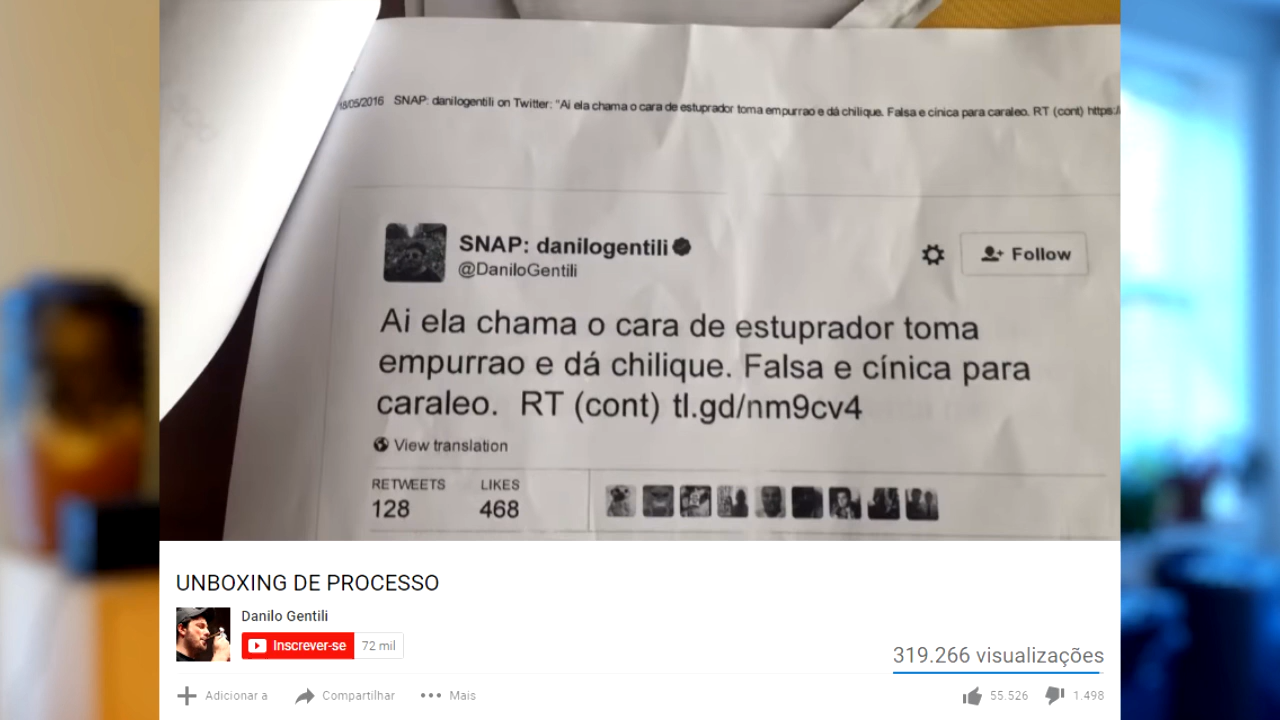 18/05/2016 SNAP: danilogentili on Twitter: "Ai ela chama o cara de estuprador toma empurrao e dá chilique. Falsa e cínica para caraleo. RT (cont) https:/
SNAP: danilogentili
@DaniloGentili
Follow
Ai ela chama o cara de estuprador toma
empurrao e dá chilique. Falsa e cínica para
caraleo. RT (cont) tl.gd/nm9cv4
View translation
RETWEETS LIKES
128 468
UNBOXING DE PROCESSO
Danilo Gentili
Inscrever-se 72 mil
319.266 visualizações
Adicionar a Compartilhar Mais 55.526 1.498